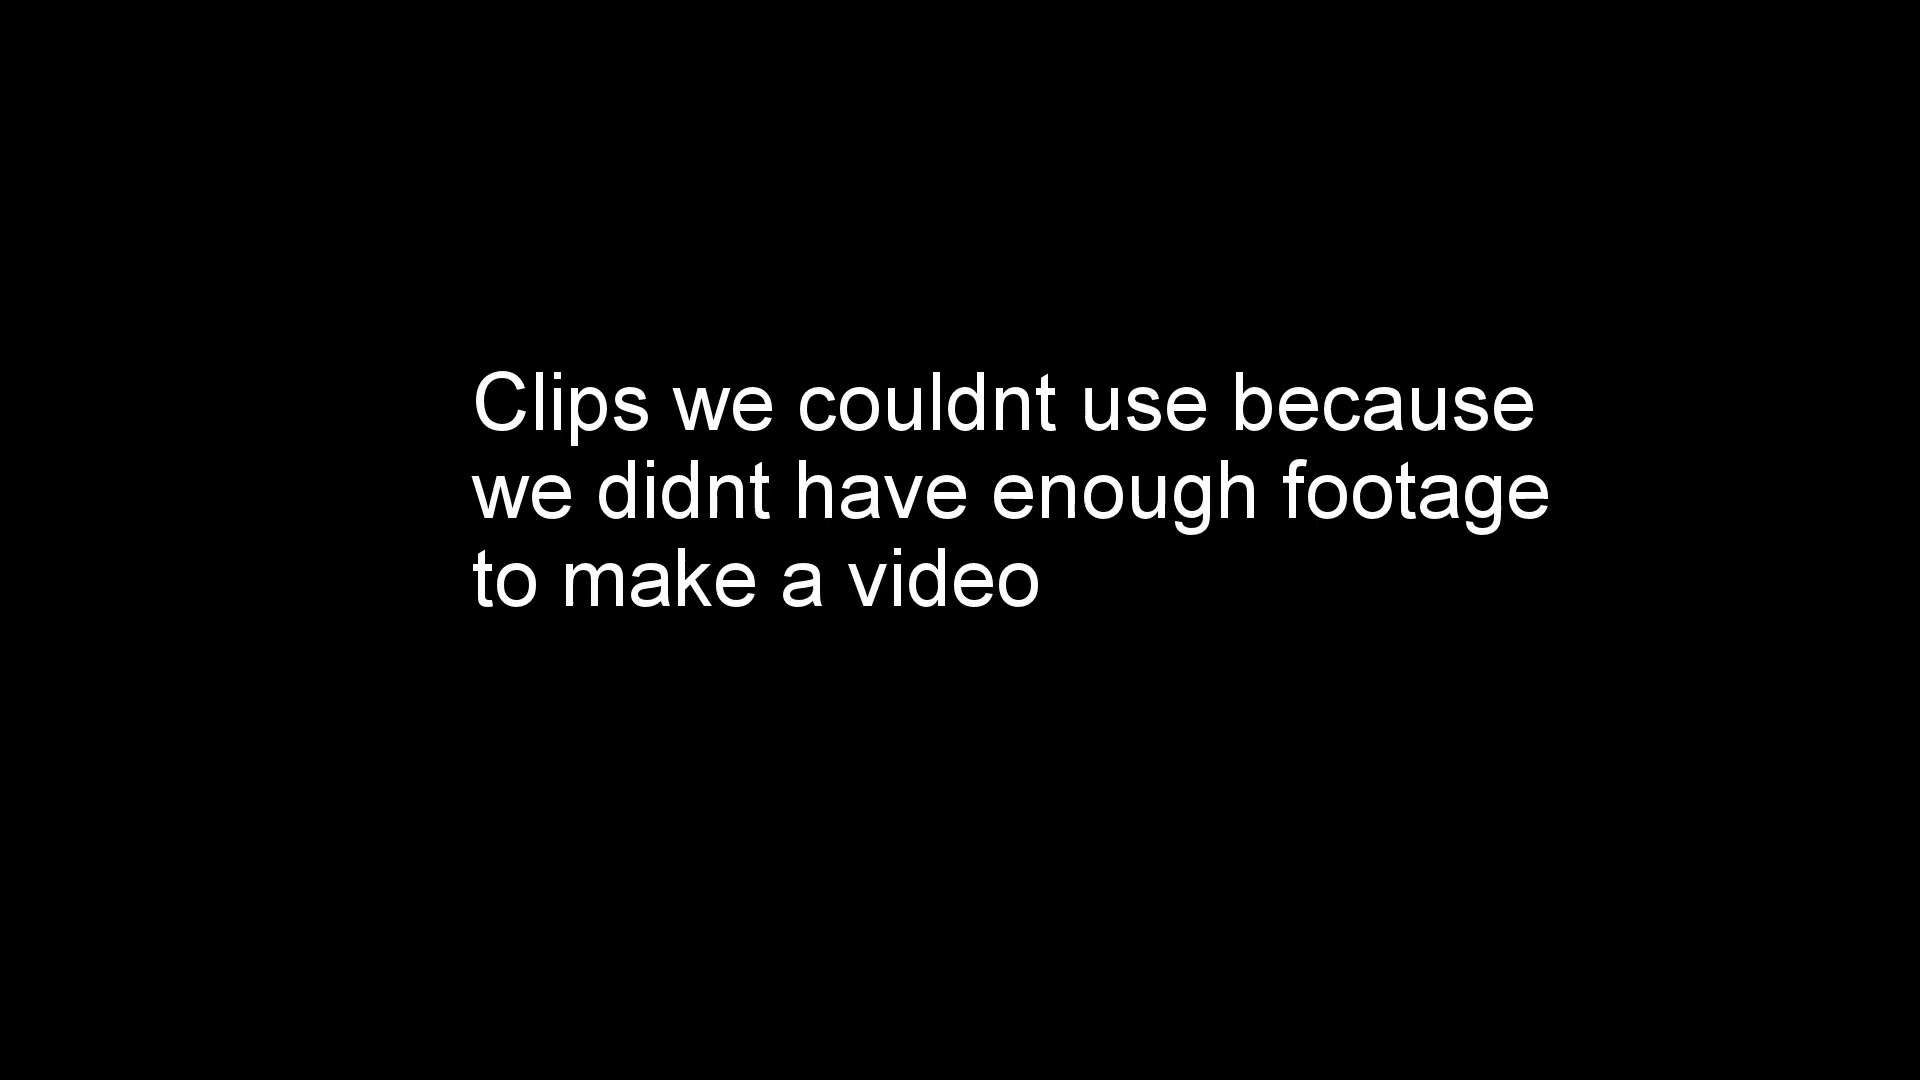 Clips we couldnt use because
we didnt have enough footage
to make a video